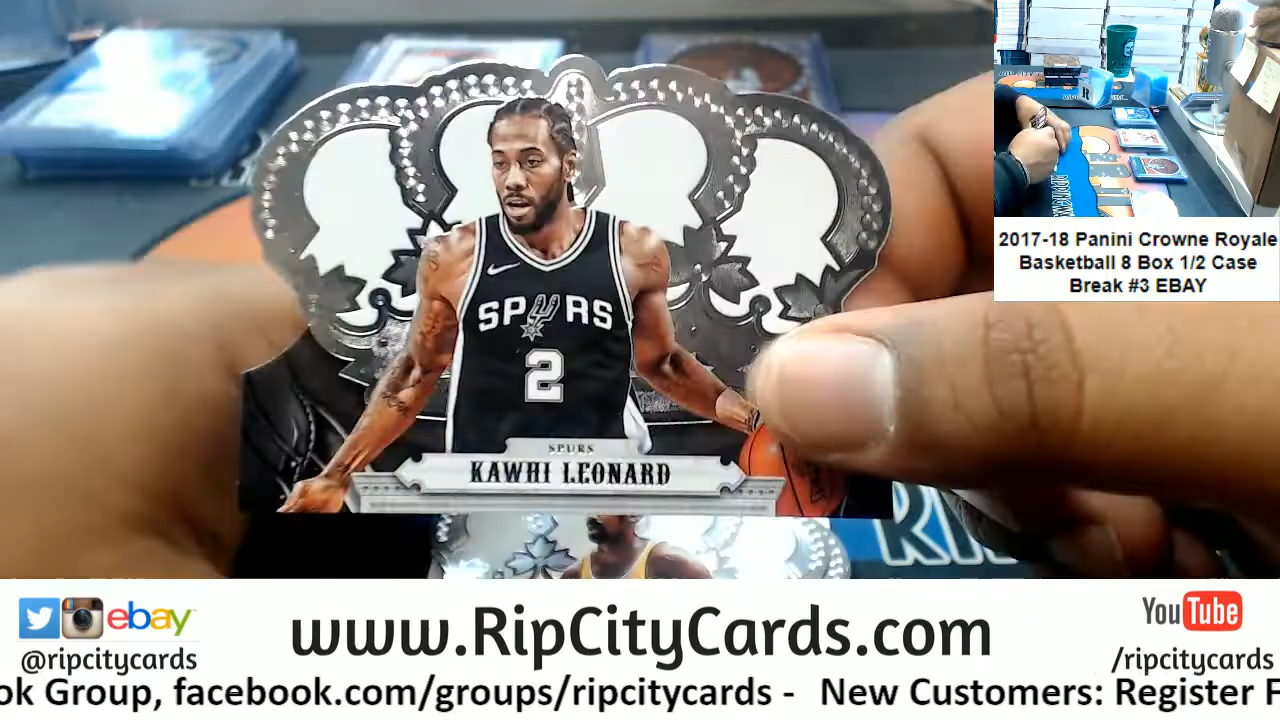 SPURS
2
SPURS
KAWHI LEONARD
2017-18 Panini Crowne Royale
Basketball 8 Box 1/2 Case
Break #3 EBAY
ebay
@ripcitycards
www.RipCityCards.com
YouTube
/ripcitycards
ok Group, facebook.com/groups/ripcitycards - New Customers: Register F